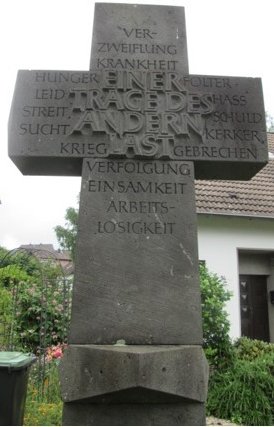 VER-
ZWEIFLUNG
KRANKHEIT
HUNGER EINER FOLTER
LEID TRAGE DES HASS
STREIT ANDERN SCHULD
SUCHT LAST KERKER
KRIEG GEBRECHEN
VERFOLGUNG
EINSAMKEIT
ARBEITS-
LOSIGKEIT